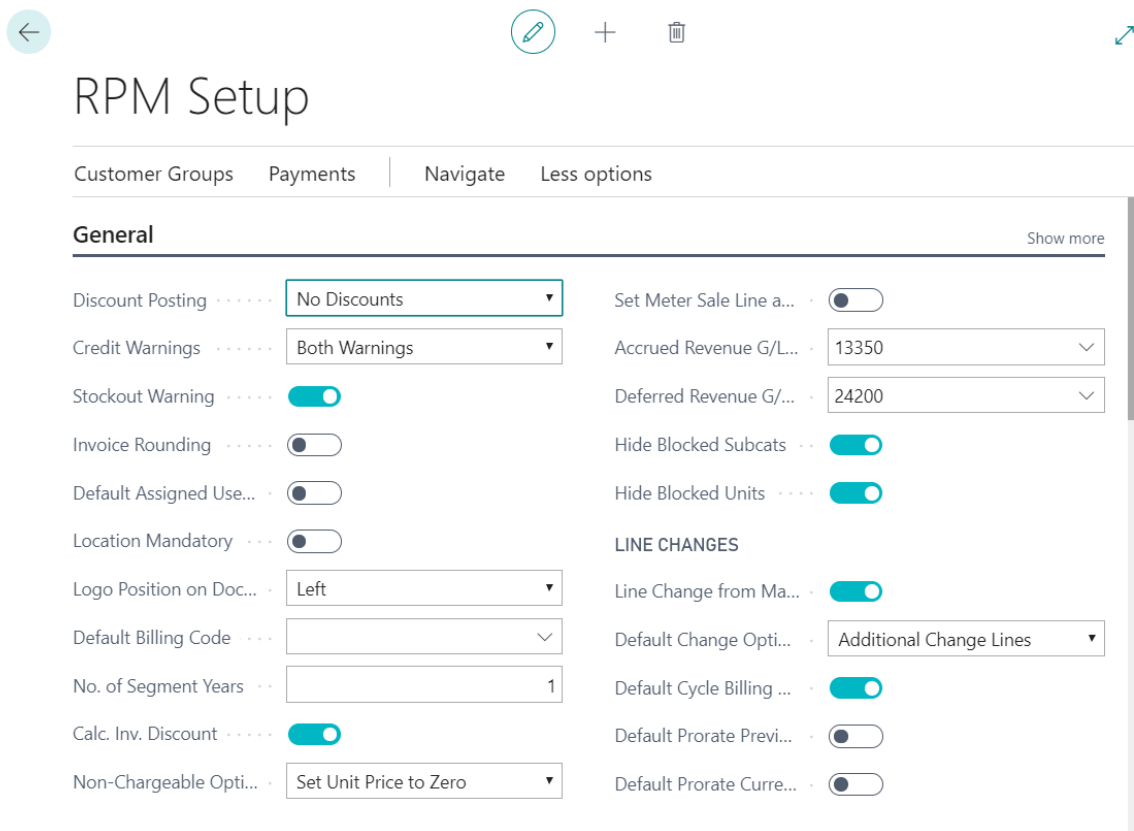 RPM Setup
Customer Groups Payments Navigate Less options
General Show more
Discount Posting No Discounts
Credit Warnings Both Warnings
Stockout Warning
Invoice Rounding
Default Assigned Use...
Location Mandatory
Logo Position on Doc... Left
Default Billing Code
No. of Segment Years 1
Calc. Inv. Discount
Non-Chargeable Opti... Set Unit Price to Zero
Set Meter Sale Line a...
Accrued Revenue G/L... 13350
Deferred Revenue G/... 24200
Hide Blocked Subcats
Hide Blocked Units
LINE CHANGES
Line Change from Ma...
Default Change Opti... Additional Change Lines
Default Cycle Billing ...
Default Prorate Previ...
Default Prorate Curre...